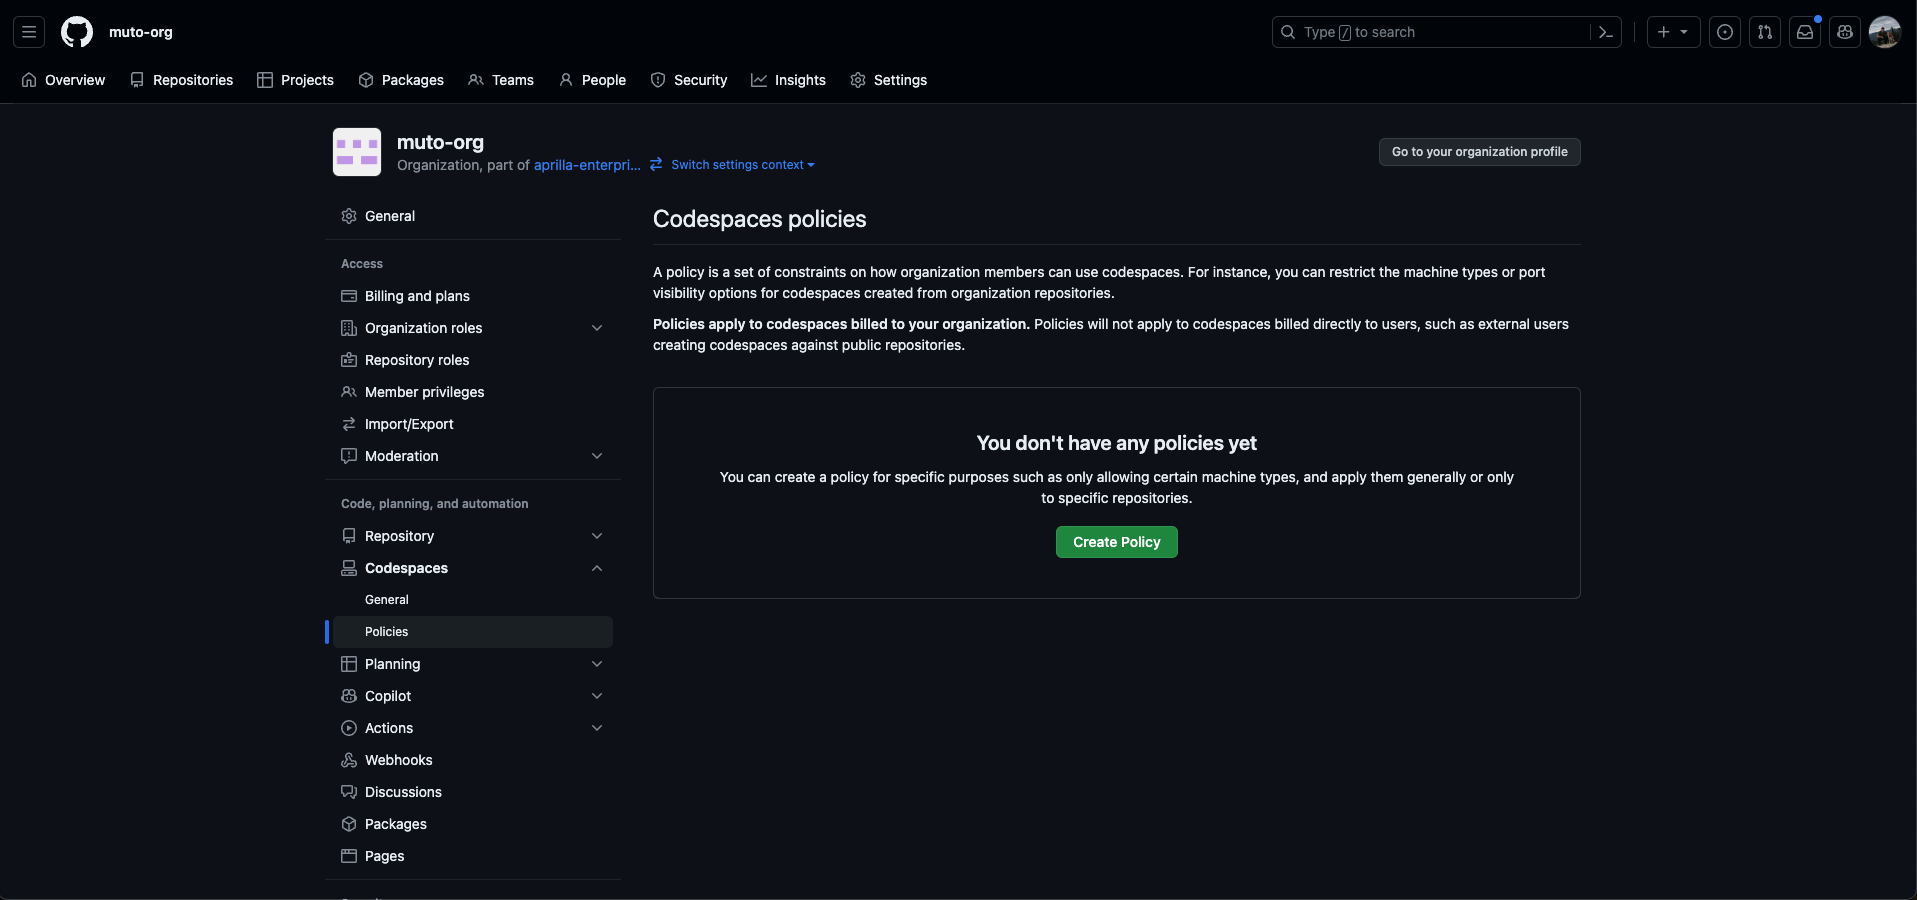 muto-org
Type / to search
Overview
Repositories
Projects
Packages
Teams
People
Security
Insights
Settings
muto-org
Organization, part of aprilla-enterpri...
Switch settings context
Go to your organization profile
General
Access
Billing and plans
Organization roles
Repository roles
Member privileges
Import/Export
Moderation
Code, planning, and automation
Repository
Codespaces
General
Policies
Planning
Copilot
Actions
Webhooks
Discussions
Packages
Pages
Codespaces policies
A policy is a set of constraints on how organization members can use codespaces. For instance, you can restrict the machine types or port
visibility options for codespaces created from organization repositories.
Policies apply to codespaces billed to your organization. Policies will not apply to codespaces billed directly to users, such as external users
creating codespaces against public repositories.
You don't have any policies yet
You can create a policy for specific purposes such as only allowing certain machine types, and apply them generally or only
to specific repositories.
Create Policy